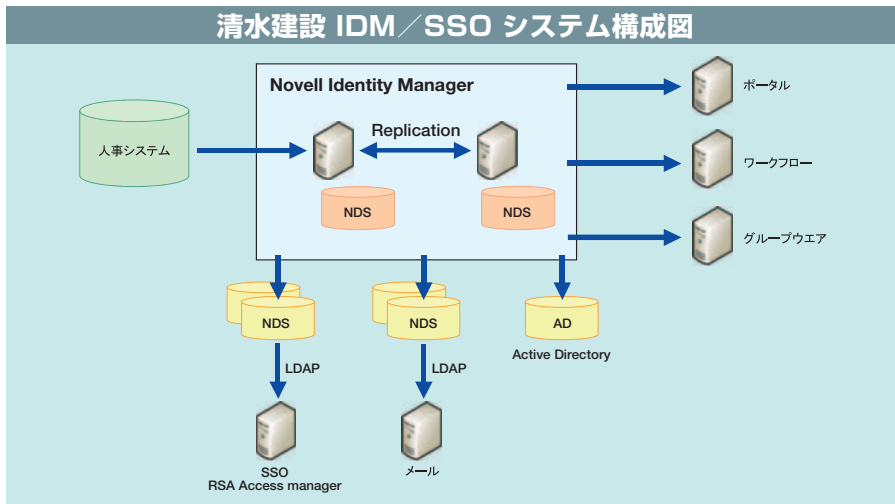 清水建設 IDM／SSO システム構成図
Novell Identity Manager
人事システム
Replication
NDS
NDS
ポータル
ワークフロー
グループウエア
NDS
NDS
AD
Active Directory
LDAP
LDAP
SSO
RSA Access manager
メール